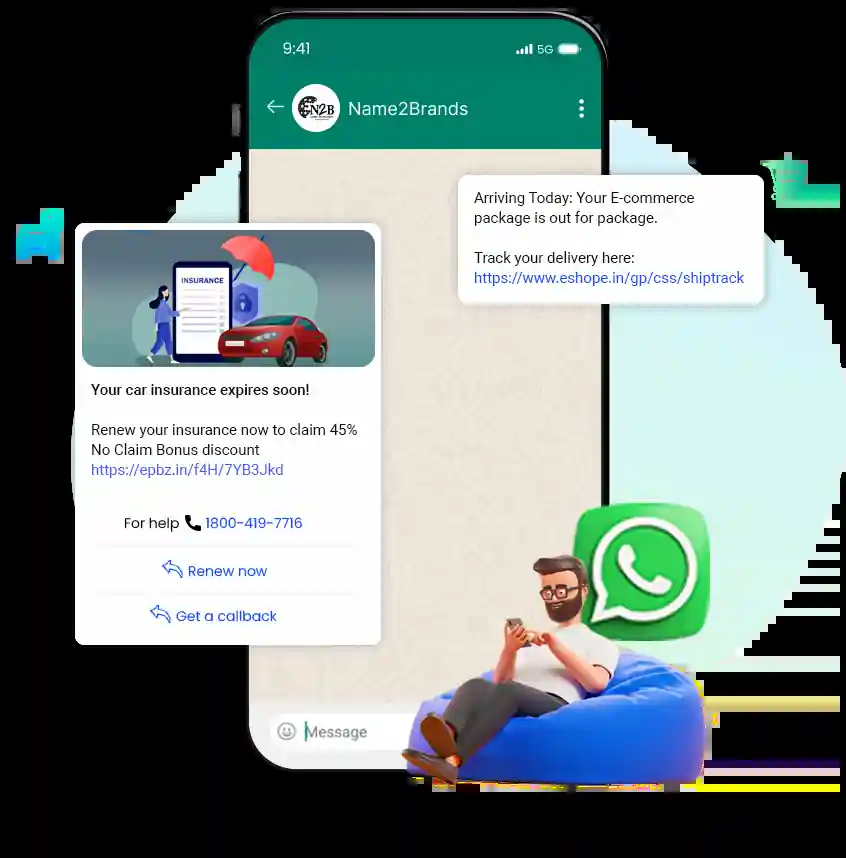 9:41
5G
N2B
Name2Brands
Arriving Today: Your E-commerce
package is out for package.
Track your delivery here:
https://www.eshope.in/gp/css/shiptrack
INSURANCE
Your car insurance expires soon!
Renew your insurance now to claim 45%
No Claim Bonus discount
https://epbz.in/f4H/7YB3Jkd
For help 1800-419-7716
Renew now
Get a callback
Message